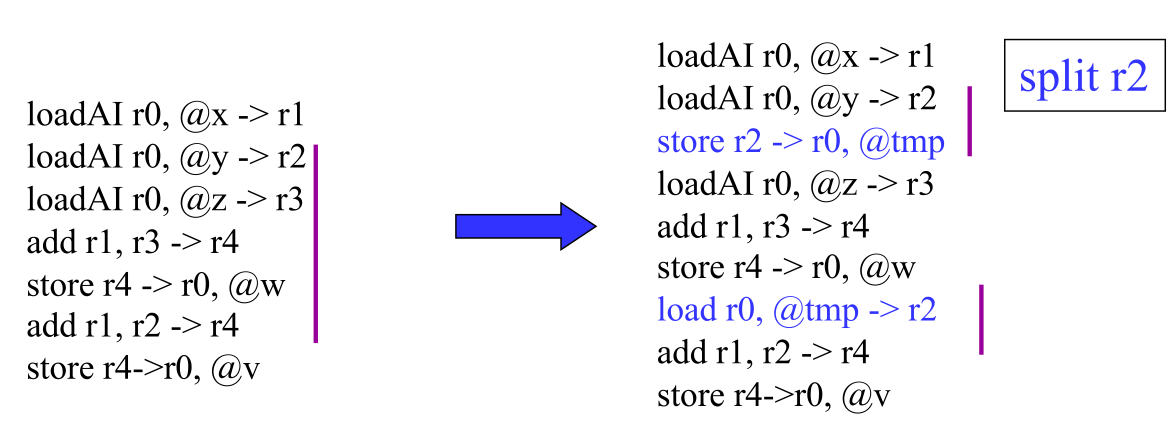 loadAI r0, @x -> r1
loadAI r0, @y -> r2
loadAI r0, @z -> r3
add r1, r3 -> r4
store r4 -> r0, @w
add r1, r2 -> r4
store r4->r0, @v
loadAI r0, @x -> r1
loadAI r0, @y -> r2
store r2 -> r0, @tmp
loadAI r0, @z -> r3
add r1, r3 -> r4
store r4 -> r0, @w
load r0, @tmp -> r2
add r1, r2 -> r4
store r4->r0, @v
split r2